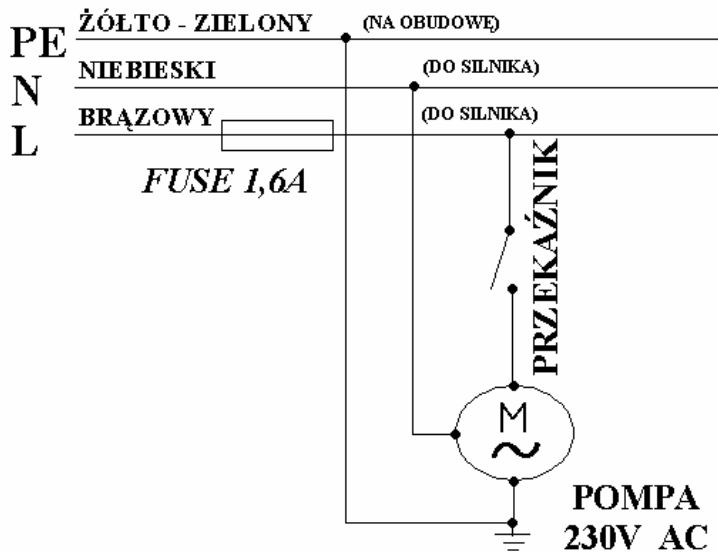 PE ŻÓŁTO - ZIELONY (NA OBUDOWĘ)
N NIEBIESKI (DO SILNIKA)
L BRĄZOWY (DO SILNIKA)
FUSE 1,6A
PRZEKAŹNIK
M
POMPA
230V AC